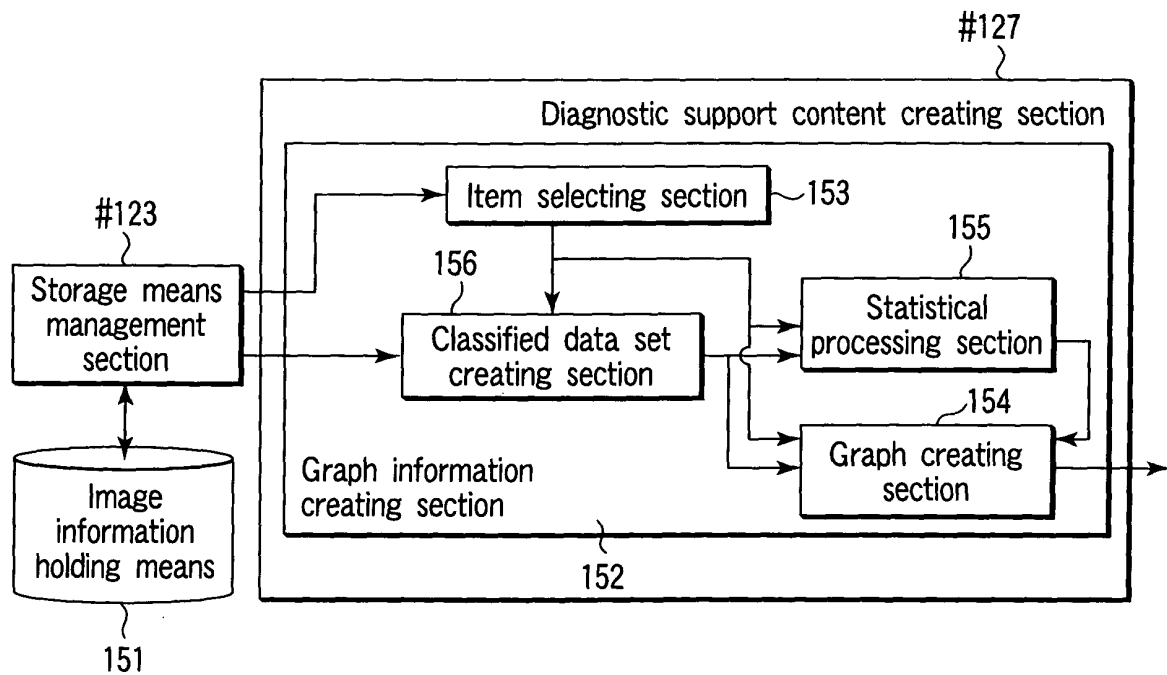 #127
Diagnostic support content creating section
Item selecting section
153
#123
Storage means
management
section
156
Classified data set
creating section
155
Statistical
processing section
154
Graph creating
section
Graph information
creating section
152
Image
information
holding means
151